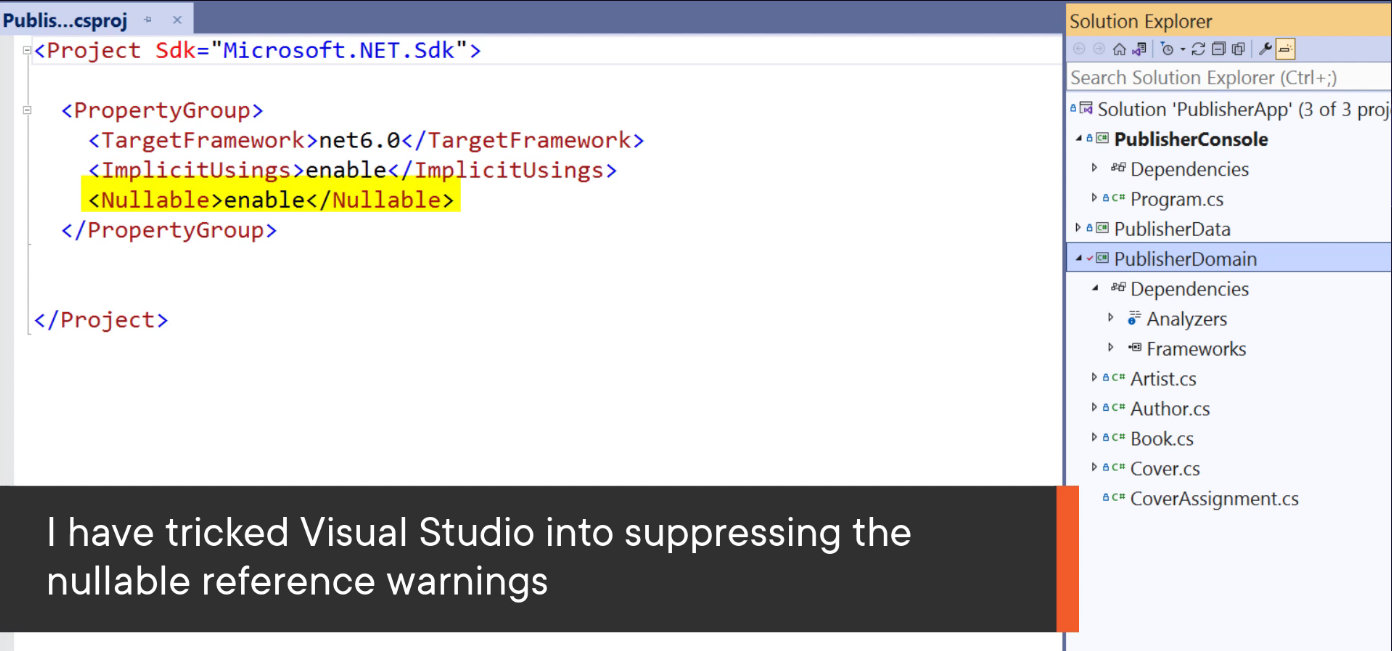 Publis...csproj
<Project Sdk="Microsoft.NET.Sdk">
<PropertyGroup>
<TargetFramework>net6.0</TargetFramework>
<ImplicitUsings>enable</ImplicitUsings>
<Nullable>enable</Nullable>
</PropertyGroup>
</Project>
I have tricked Visual Studio into suppressing the
nullable reference warnings
Solution Explorer
Search Solution Explorer (Ctrl+;)
Solution 'PublisherApp' (3 of 3 proj
C# PublisherConsole
Dependencies
C# Program.cs
C# PublisherData
C# PublisherDomain
Dependencies
Analyzers
Frameworks
C# Artist.cs
C# Author.cs
C# Book.cs
C# Cover.cs
C# CoverAssignment.cs